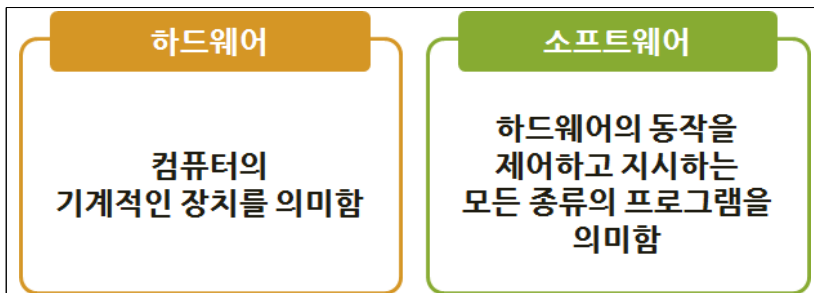 하드웨어
컴퓨터의
기계적인 장치를 의미함
소프트웨어
하드웨어의 동작을
제어하고 지시하는
모든 종류의 프로그램을
의미함